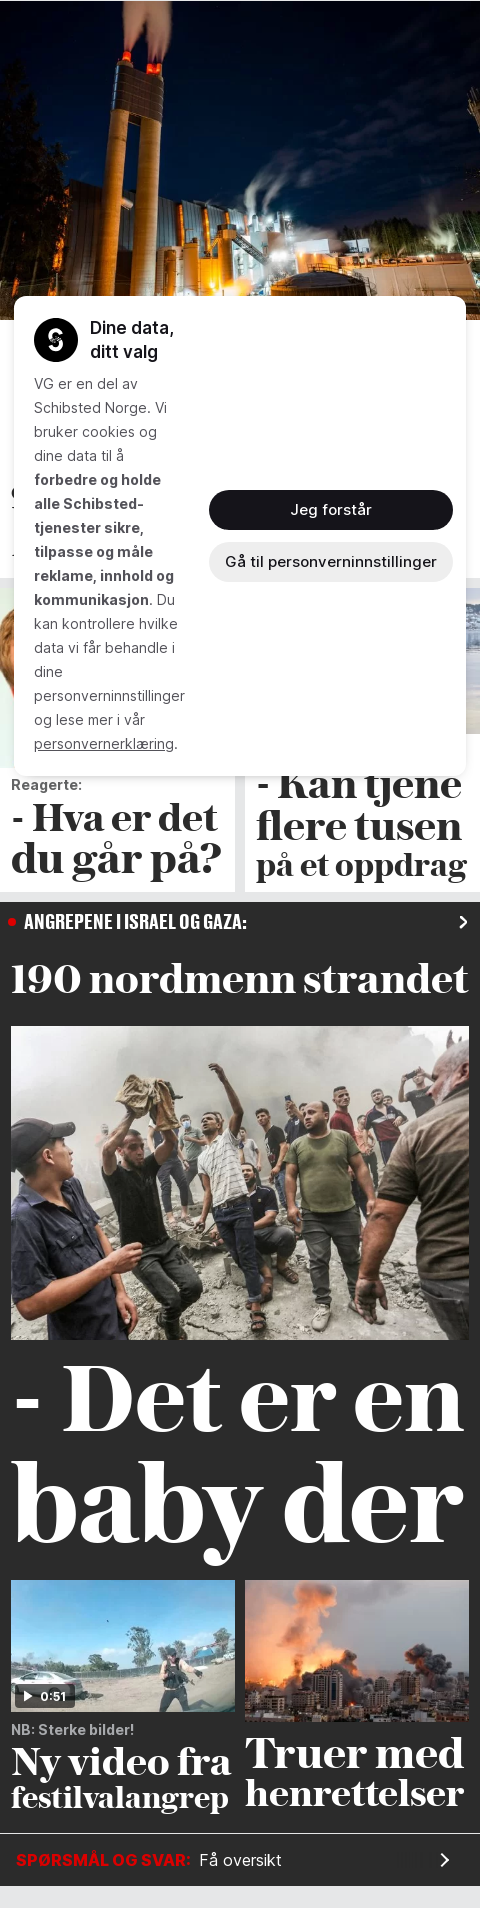 Dine data,
ditt valg
VG er en del av
Schibsted Norge. Vi
bruker cookies og
dine data til å
forbedre og holde
alle Schibsted-
tjenester sikre,
tilpasse og måle
reklame, innhold og
kommunikasjon. Du
kan kontrollere hvilke
data vi får behandle i
dine
personverninnstillinger
og lese mer i vår
personvernerklæring.
Jeg forstår
Gå til personverninnstillinger
Reagerte:
- Hva er det
du går på?
- Kan tjene
flere tusen
på et oppdrag
ANGREPENE I ISRAEL OG GAZA:
190 nordmenn strandet
- Det er en
baby der
0:51
NB: Sterke bilder!
Ny video fra
festilvalangrep
Truer med
henrettelser
SPØRSMÅL OG SVAR: Få oversikt